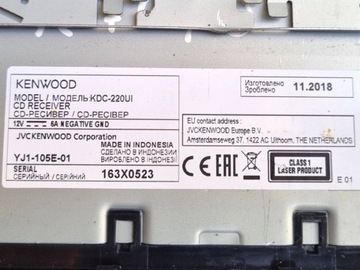 KENWOOD
MODEL / МОДЕЛЬ:KDC-220UI
CD RECEIVER
CD-РЕСИВЕР / CD-РЕСІВЕР
12V ⎓ 6A NEGATIVE GND
JVCKENWOOD Corporation
YJ1-105E-01
MADE IN INDONESIA
СДЕЛАНО В ИНДОНЕЗИИ
ВИРОБЛЕНО В ІНДОНЕЗІЇ
SERIAL
СЕРИЙНЫЙ / СЕРІЙНИЙ
163X0523
Изготовлено
Зроблено
11.2018
EU contact address :
JVCKENWOOD Europe B.V.
Amsterdamseweg 37, 1422 AC Uithoorn, THE NETHERLANDS
CE EAC
CLASS 1
LASER PRODUCT
E 01